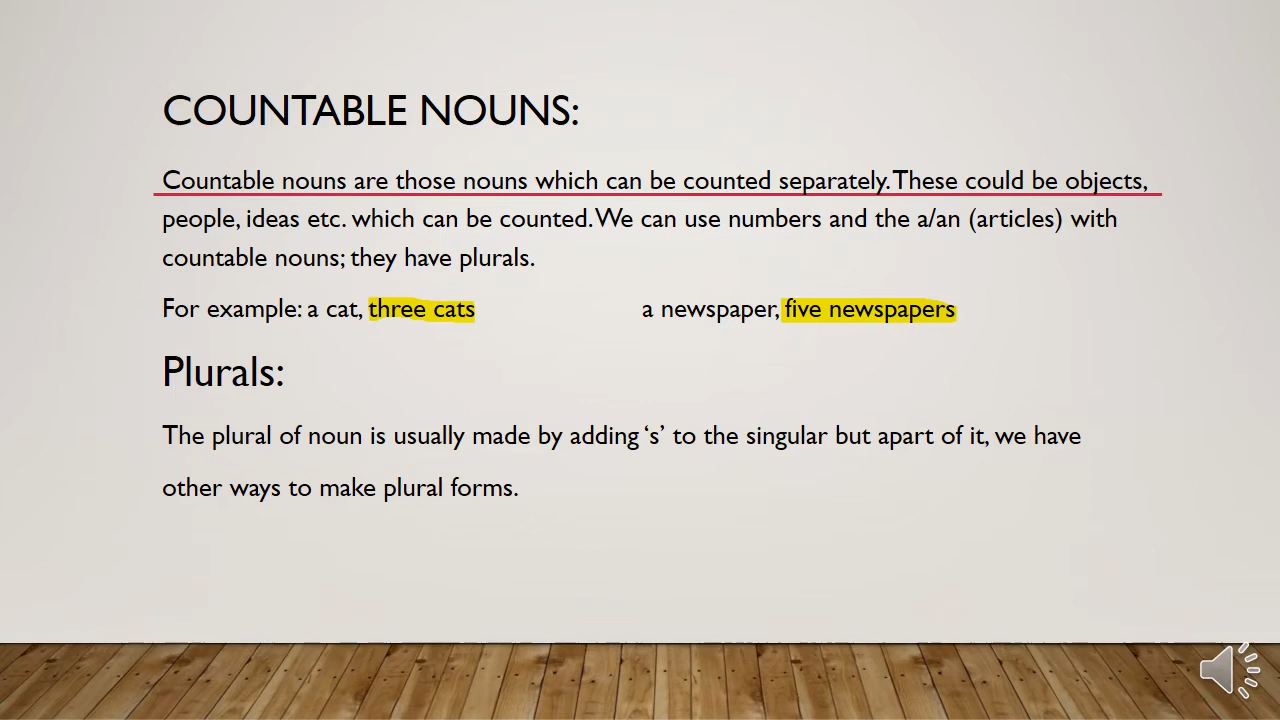 COUNTABLE NOUNS:
Countable nouns are those nouns which can be counted separately. These could be objects,
people, ideas etc. which can be counted. We can use numbers and the a/an (articles) with
countable nouns; they have plurals.
For example: a cat, three cats a newspaper, five newspapers
Plurals:
The plural of noun is usually made by adding ‘s’ to the singular but apart of it, we have
other ways to make plural forms.